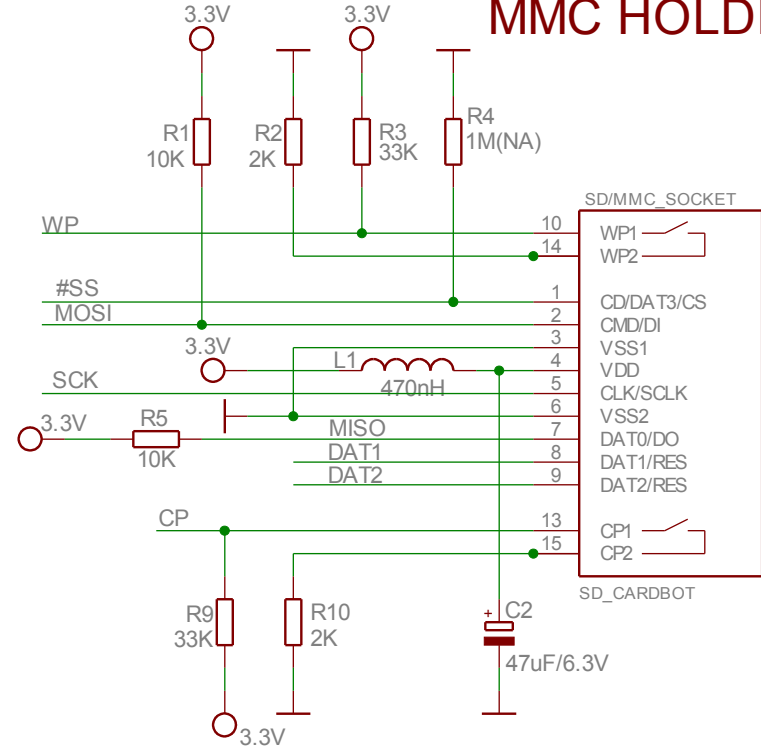 MMC HOLD
3.3V
3.3V
R1
10K
R2
2K
R3
33K
R4
1M(NA)
SD/MMC_SOCKET
WP
10
WP1
14
WP2
#SS
1
CD/DAT3/CS
MOSI
2
CMD/DI
3
VSS1
3.3V
L1
470nH
4
VDD
SCK
5
CLK/SCLK
6
VSS2
3.3V
R5
10K
MISO
7
DAT0/DO
DAT1
8
DAT1/RES
DAT2
9
DAT2/RES
CP
13
CP1
15
CP2
SD_CARDBOT
R9
33K
R10
2K
+
C2
47uF/6.3V
3.3V